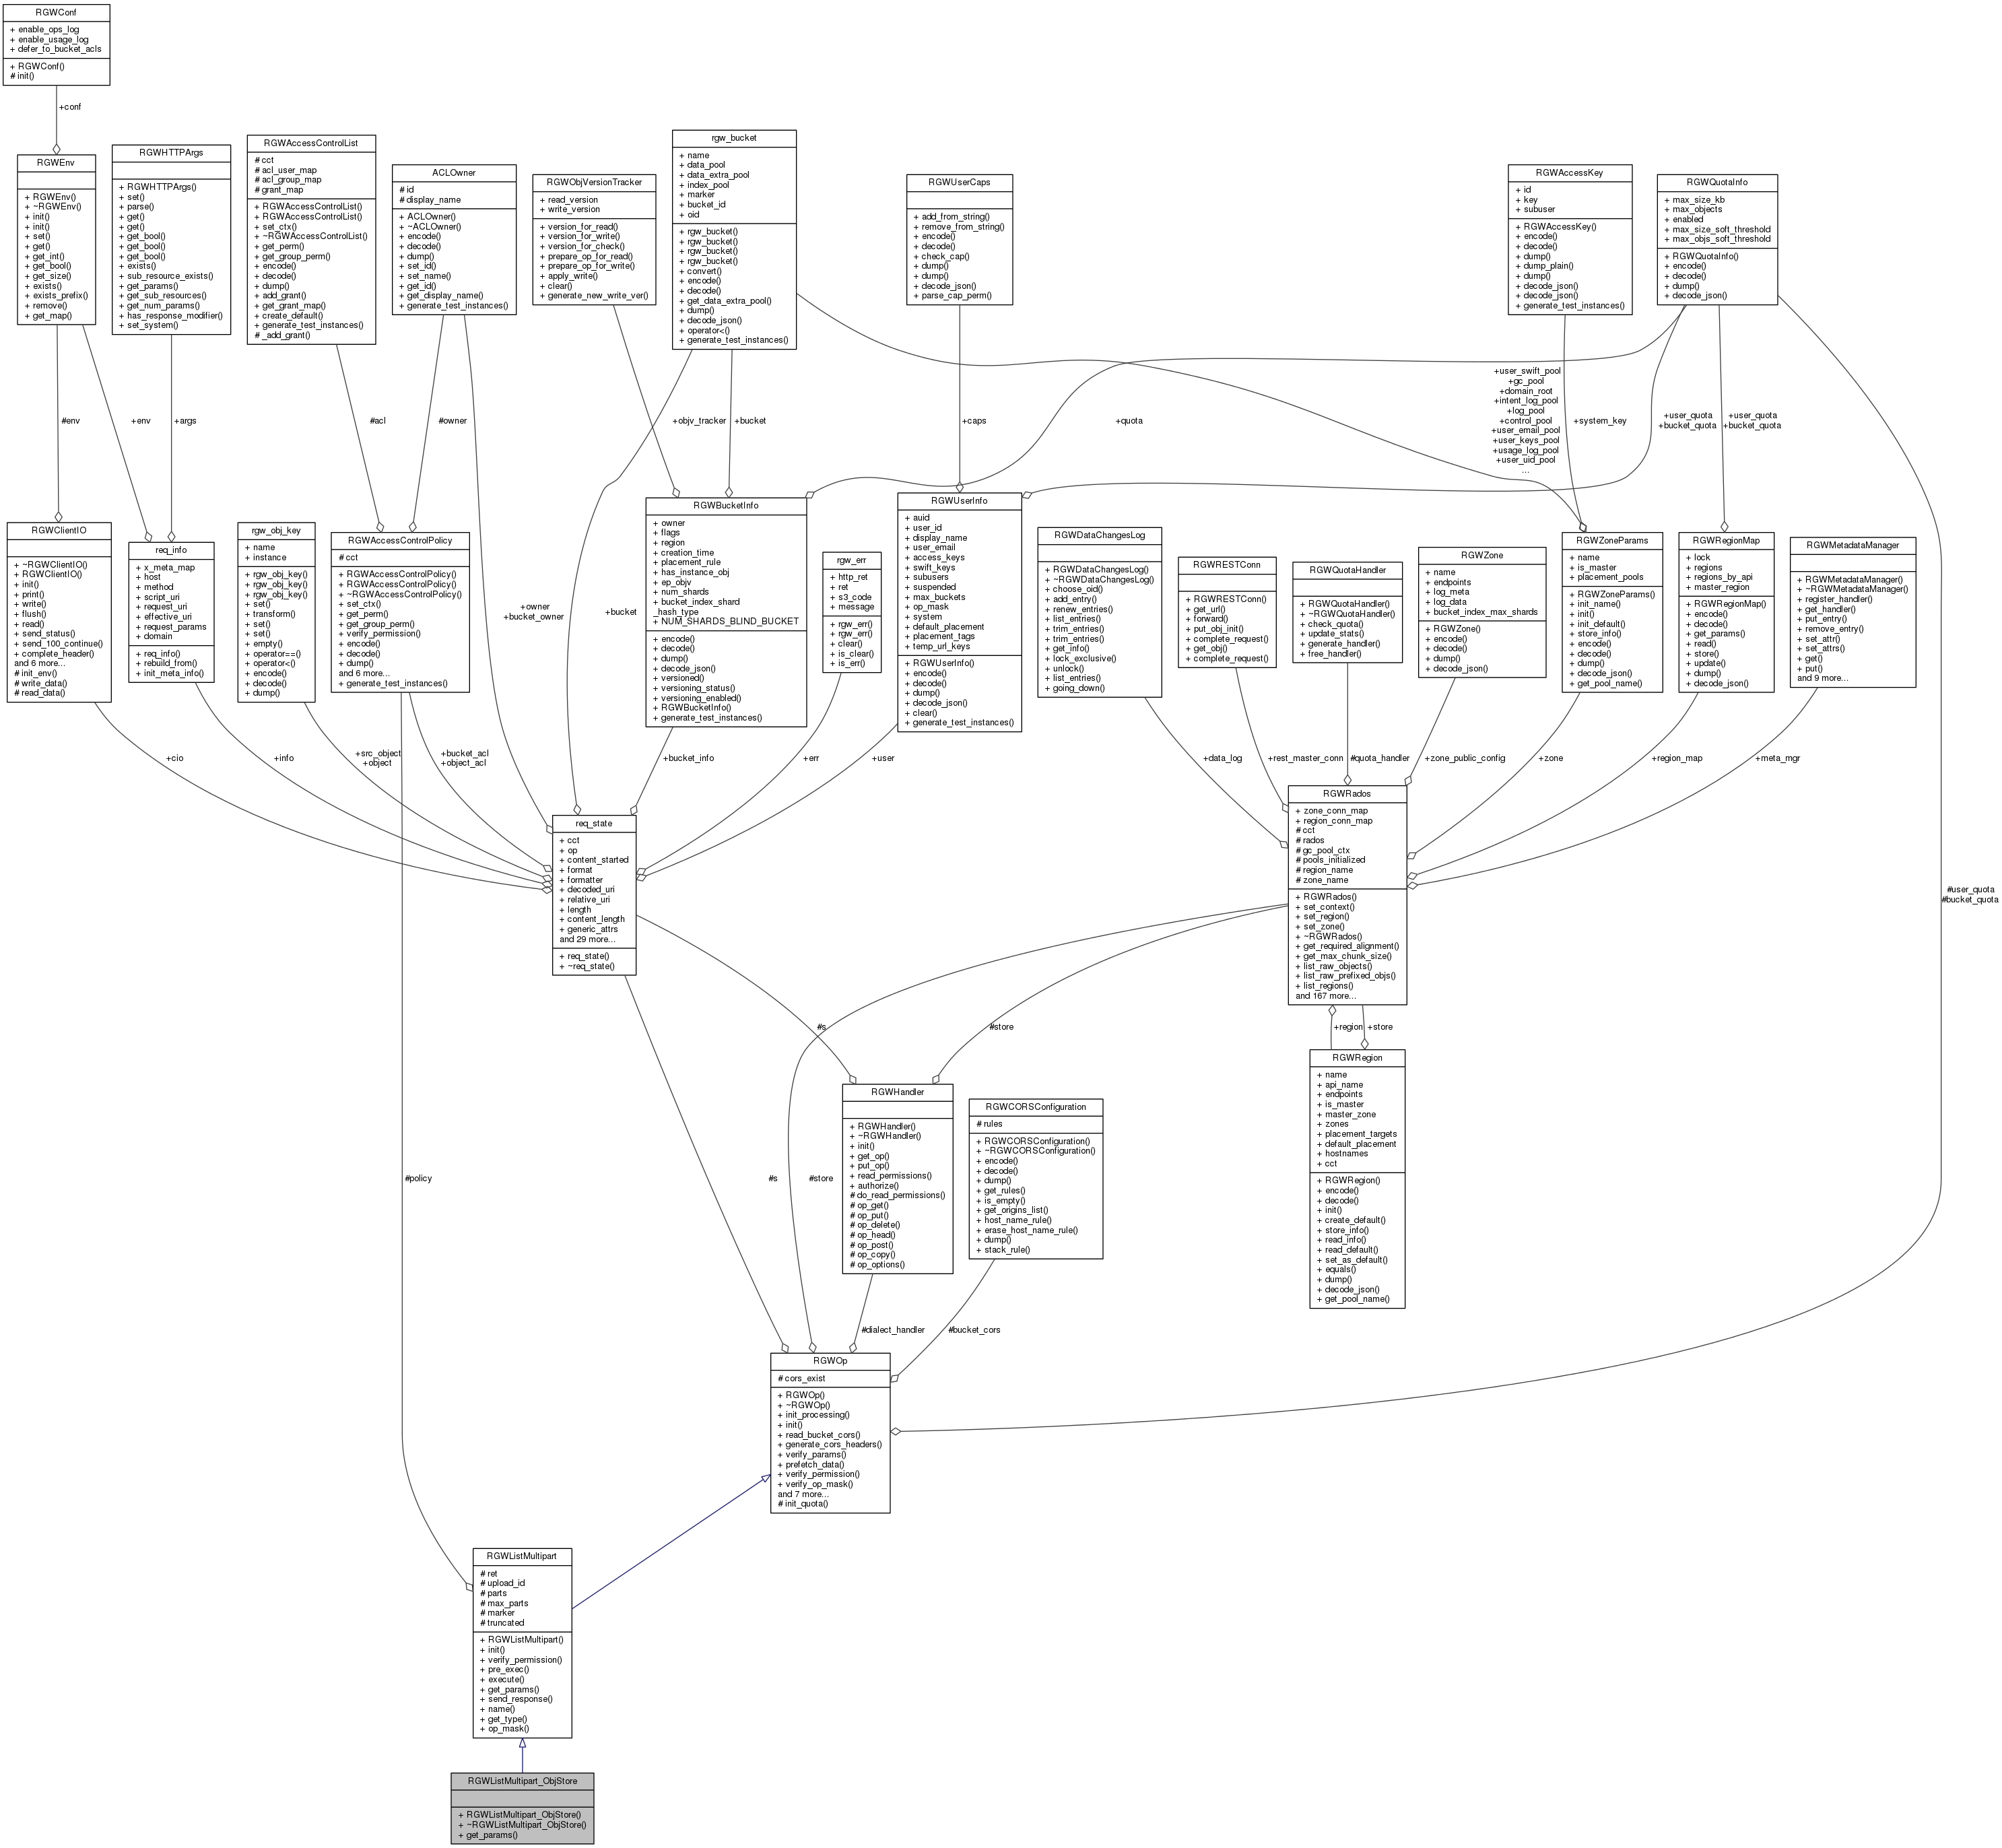 RGWConf
+ enable_ops_log
+ enable_usage_log
+ defer_to_bucket_acls
+ RGWConf()
# init()
+conf
RGWEnv
+ RGWEnv()
+ ~RGWEnv()
+ init()
+ init()
+ set()
+ get()
+ get_int()
+ get_bool()
+ get_size()
+ exists()
+ exists_prefix()
+ remove()
+ get_map()
RGWHTTPArgs
+ RGWHTTPArgs()
+ set()
+ parse()
+ get()
+ get()
+ get_bool()
+ get_bool()
+ get_bool()
+ exists()
+ sub_resource_exists()
+ get_params()
+ get_sub_resources()
+ get_num_params()
+ has_response_modifier()
+ set_system()
RGWAccessControlList
# cct
# acl_user_map
# acl_group_map
# grant_map
+ RGWAccessControlList()
+ RGWAccessControlList()
+ set_ctx()
+ ~RGWAccessControlList()
+ get_perm()
+ get_group_perm()
+ encode()
+ decode()
+ dump()
+ add_grant()
+ get_grant_map()
+ create_default()
+ generate_test_instances()
# _add_grant()
ACLOwner
# id
# display_name
+ ACLOwner()
+ ~ACLOwner()
+ encode()
+ decode()
+ dump()
+ set_id()
+ set_name()
+ get_id()
+ get_display_name()
+ generate_test_instances()
RGWObjVersionTracker
+ read_version
+ write_version
+ version_for_read()
+ version_for_write()
+ version_for_check()
+ prepare_op_for_read()
+ prepare_op_for_write()
+ apply_write()
+ clear()
+ generate_new_write_ver()
rgw_bucket
+ name
+ data_pool
+ data_extra_pool
+ index_pool
+ marker
+ bucket_id
+ oid
+ rgw_bucket()
+ rgw_bucket()
+ rgw_bucket()
+ rgw_bucket()
+ convert()
+ encode()
+ decode()
+ get_data_extra_pool()
+ dump()
+ decode_json()
+ operator<()
+ generate_test_instances()
RGWUserCaps
+ add_from_string()
+ remove_from_string()
+ encode()
+ decode()
+ check_cap()
+ dump()
+ dump()
+ decode_json()
+ parse_cap_perm()
RGWAccessKey
+ id
+ key
+ subuser
+ RGWAccessKey()
+ encode()
+ decode()
+ dump()
+ dump_plain()
+ dump()
+ decode_json()
+ decode_json()
+ generate_test_instances()
RGWQuotaInfo
+ max_size_kb
+ max_objects
+ enabled
+ max_size_soft_threshold
+ max_objs_soft_threshold
+ RGWQuotaInfo()
+ encode()
+ decode()
+ dump()
+ decode_json()
#env
+env
+args
#acl
#owner
+owner
+bucket_owner
+bucket
+objv_tracker
+bucket
+caps
+quota
+user_swift_pool
+gc_pool
+domain_root
+intent_log_pool
+log_pool
+control_pool
+user_email_pool
+user_keys_pool
+usage_log_pool
+user_uid_pool
...
+system_key
+user_quota
+bucket_quota
+user_quota
+bucket_quota
RGWClientIO
+ ~RGWClientIO()
+ RGWClientIO()
+ init()
+ print()
+ write()
+ flush()
+ read()
+ send_status()
+ send_100_continue()
+ complete_header()
and 6 more...
# init_env()
# write_data()
# read_data()
req_info
+ x_meta_map
+ host
+ method
+ script_uri
+ request_uri
+ effective_uri
+ request_params
+ domain
+ req_info()
+ rebuild_from()
+ init_meta_info()
rgw_obj_key
+ name
+ instance
+ rgw_obj_key()
+ rgw_obj_key()
+ rgw_obj_key()
+ set()
+ transform()
+ set()
+ set()
+ empty()
+ operator==()
+ operator<()
+ encode()
+ decode()
+ dump()
RGWAccessControlPolicy
# cct
+ RGWAccessControlPolicy()
+ RGWAccessControlPolicy()
+ ~RGWAccessControlPolicy()
+ set_ctx()
+ get_perm()
+ get_group_perm()
+ verify_permission()
+ encode()
+ decode()
+ dump()
and 6 more...
+ generate_test_instances()
RGWBucketInfo
+ owner
+ flags
+ region
+ creation_time
+ placement_rule
+ has_instance_obj
+ ep_objv
+ num_shards
+ bucket_index_shard
_hash_type
+ NUM_SHARDS_BLIND_BUCKET
+ encode()
+ decode()
+ dump()
+ decode_json()
+ versioned()
+ versioning_status()
+ versioning_enabled()
+ RGWBucketInfo()
+ generate_test_instances()
rgw_err
+ http_ret
+ ret
+ s3_code
+ message
+ rgw_err()
+ rgw_err()
+ clear()
+ is_clear()
+ is_err()
RGWUserInfo
+ auid
+ user_id
+ display_name
+ user_email
+ access_keys
+ swift_keys
+ subusers
+ suspended
+ max_buckets
+ op_mask
+ system
+ default_placement
+ placement_tags
+ temp_url_keys
+ RGWUserInfo()
+ encode()
+ decode()
+ dump()
+ decode_json()
+ clear()
+ generate_test_instances()
RGWDataChangesLog
+ RGWDataChangesLog()
+ ~RGWDataChangesLog()
+ choose_oid()
+ add_entry()
+ renew_entries()
+ list_entries()
+ trim_entries()
+ trim_entries()
+ get_info()
+ lock_exclusive()
+ unlock()
+ list_entries()
+ going_down()
RGWRESTConn
+ RGWRESTConn()
+ get_url()
+ forward()
+ put_obj_init()
+ complete_request()
+ get_obj()
+ complete_request()
RGWQuotaHandler
+ RGWQuotaHandler()
+ ~RGWQuotaHandler()
+ check_quota()
+ update_stats()
+ generate_handler()
+ free_handler()
RGWZone
+ name
+ endpoints
+ log_meta
+ log_data
+ bucket_index_max_shards
+ RGWZone()
+ encode()
+ decode()
+ dump()
+ decode_json()
RGWZoneParams
+ name
+ is_master
+ placement_pools
+ RGWZoneParams()
+ init_name()
+ init()
+ init_default()
+ store_info()
+ encode()
+ decode()
+ dump()
+ decode_json()
+ get_pool_name()
RGWRegionMap
+ lock
+ regions
+ regions_by_api
+ master_region
+ RGWRegionMap()
+ encode()
+ decode()
+ get_params()
+ read()
+ store()
+ update()
+ dump()
+ decode_json()
RGWMetadataManager
+ RGWMetadataManager()
+ ~RGWMetadataManager()
+ register_handler()
+ get_handler()
+ put_entry()
+ remove_entry()
+ set_attr()
+ set_attrs()
+ get()
+ put()
and 9 more...
+cio
+info
+src_object
+object
+bucket_acl
+object_acl
+bucket_info
+err
+user
+data_log
+rest_master_conn
#quota_handler
+zone_public_config
+zone
+region_map
+meta_mgr
req_state
+ cct
+ op
+ content_started
+ format
+ formatter
+ decoded_uri
+ relative_uri
+ length
+ content_length
+ generic_attrs
and 29 more...
+ req_state()
+ ~req_state()
RGWRados
+ zone_conn_map
+ region_conn_map
# cct
# rados
# gc_pool_ctx
# pools_initialized
# region_name
# zone_name
+ RGWRados()
+ set_context()
+ set_region()
+ set_zone()
+ ~RGWRados()
+ get_required_alignment()
+ get_max_chunk_size()
+ list_raw_objects()
+ list_raw_prefixed_objs()
+ list_regions()
and 167 more...
#user_quota
#bucket_quota
#s
#store
+region
+store
RGWHandler
+ RGWHandler()
+ ~RGWHandler()
+ init()
+ get_op()
+ put_op()
+ read_permissions()
+ authorize()
# do_read_permissions()
# op_get()
# op_put()
# op_delete()
# op_head()
# op_post()
# op_copy()
# op_options()
RGWCORSConfiguration
# rules
+ RGWCORSConfiguration()
+ ~RGWCORSConfiguration()
+ encode()
+ decode()
+ dump()
+ get_rules()
+ is_empty()
+ get_origins_list()
+ host_name_rule()
+ erase_host_name_rule()
+ dump()
+ stack_rule()
RGWRegion
+ name
+ api_name
+ endpoints
+ is_master
+ master_zone
+ zones
+ placement_targets
+ default_placement
+ hostnames
+ cct
+ RGWRegion()
+ encode()
+ decode()
+ init()
+ create_default()
+ store_info()
+ read_info()
+ read_default()
+ set_as_default()
+ equals()
+ dump()
+ decode_json()
+ get_pool_name()
#policy
#s
#store
#dialect_handler
#bucket_cors
RGWOp
# cors_exist
+ RGWOp()
+ ~RGWOp()
+ init_processing()
+ init()
+ read_bucket_cors()
+ generate_cors_headers()
+ verify_params()
+ prefetch_data()
+ verify_permission()
+ verify_op_mask()
and 7 more...
# init_quota()
RGWListMultipart
# ret
# upload_id
# parts
# max_parts
# marker
# truncated
+ RGWListMultipart()
+ init()
+ verify_permission()
+ pre_exec()
+ execute()
+ get_params()
+ send_response()
+ name()
+ get_type()
+ op_mask()
RGWListMultipart_ObjStore
+ RGWListMultipart_ObjStore()
+ ~RGWListMultipart_ObjStore()
+ get_params()